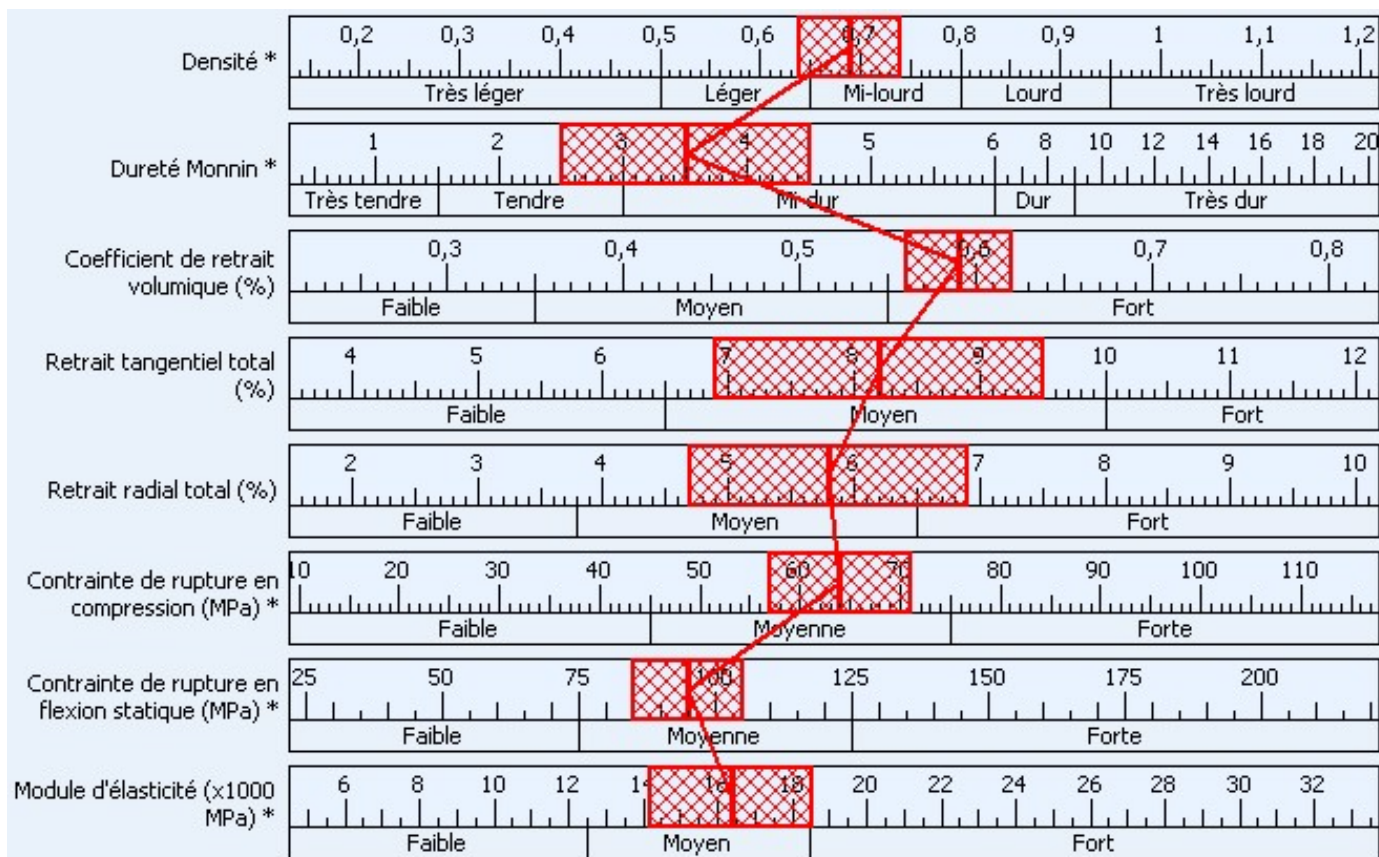 0,2 0,3 0,4 0,5 0,6 0,7 0,8 0,9 1 1,1 1,2
Densité *
Très léger Léger Mi-lourd Lourd Très lourd
1 2 3 4 5 6 8 10 12 14 16 18 20
Dureté Monnin *
Très tendre Tendre Mi-dur Dur Très dur
0,3 0,4 0,5 0,6 0,7 0,8
Coefficient de retrait
volumique (%)
Faible Moyen Fort
4 5 6 7 8 9 10 11 12
Retrait tangentiel total
(%)
Faible Moyen Fort
2 3 4 5 6 7 8 9 10
Retrait radial total (%)
Faible Moyen Fort
10 20 30 40 50 60 70 80 90 100 110
Contrainte de rupture en
compression (MPa) *
Faible Moyenne Forte
25 50 75 100 125 150 175 200
Contrainte de rupture en
flexion statique (MPa) *
Faible Moyenne Forte
6 8 10 12 14 16 18 20 22 24 26 28 30 32
Module d'élasticité (x1000
MPa) *
Faible Moyen Fort